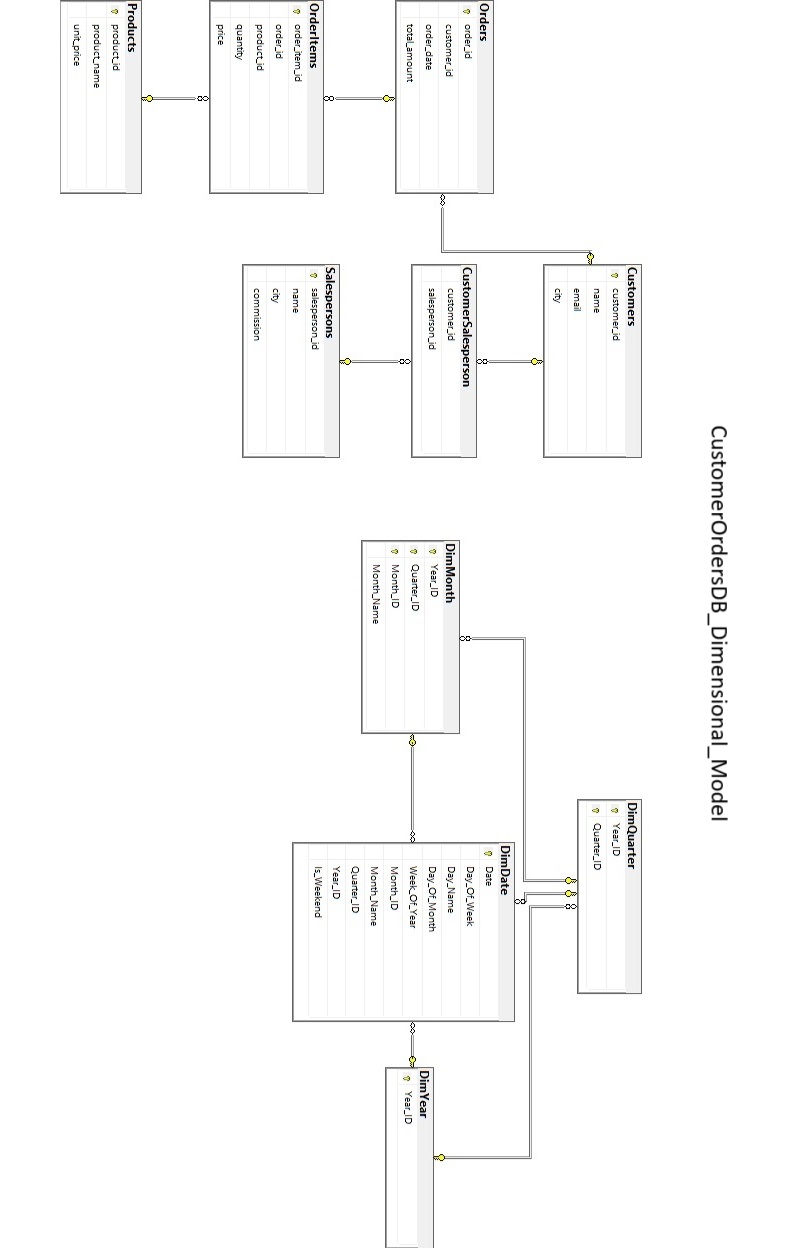 CustomerOrdersDB_Dimensional_Model
Customers
customer_id
name
email
city
Orders
order_id
customer_id
order_date
total_amount
CustomerSalesperson
customer_id
salesperson_id
OrderItems
order_item_id
order_id
product_id
quantity
price
Salespersons
salesperson_id
name
city
commission
Products
product_id
product_name
unit_price
DimQuarter
Year_ID
Quarter_ID
DimMonth
Year_ID
Quarter_ID
Month_ID
Month_Name
DimDate
Date
Day_Of_Week
Day_Name
Day_Of_Month
Week_Of_Year
Month_ID
Month_Name
Quarter_ID
Year_ID
Is_Weekend
DimYear
Year_ID